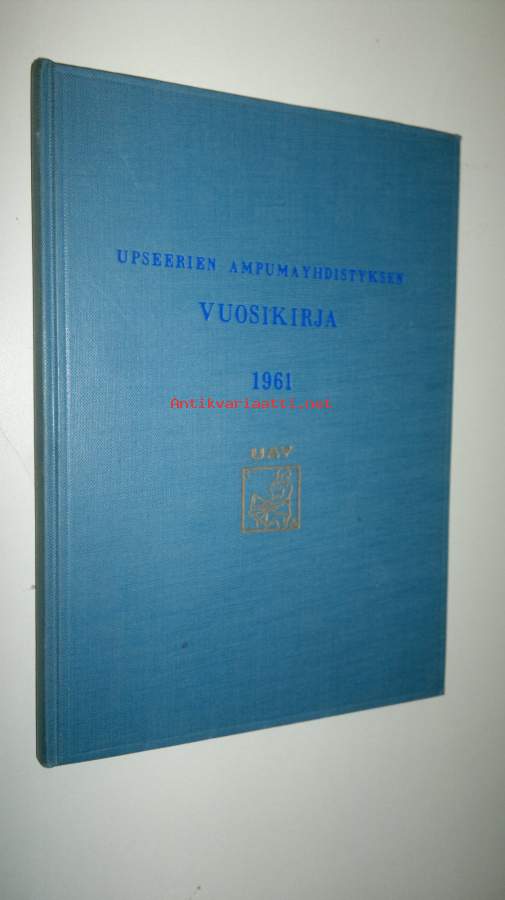 UPSEERIEN AMPUMAYHDISTYKSEN
VUOSIKIRJA
1961
Antikvariaatti.net
UAY